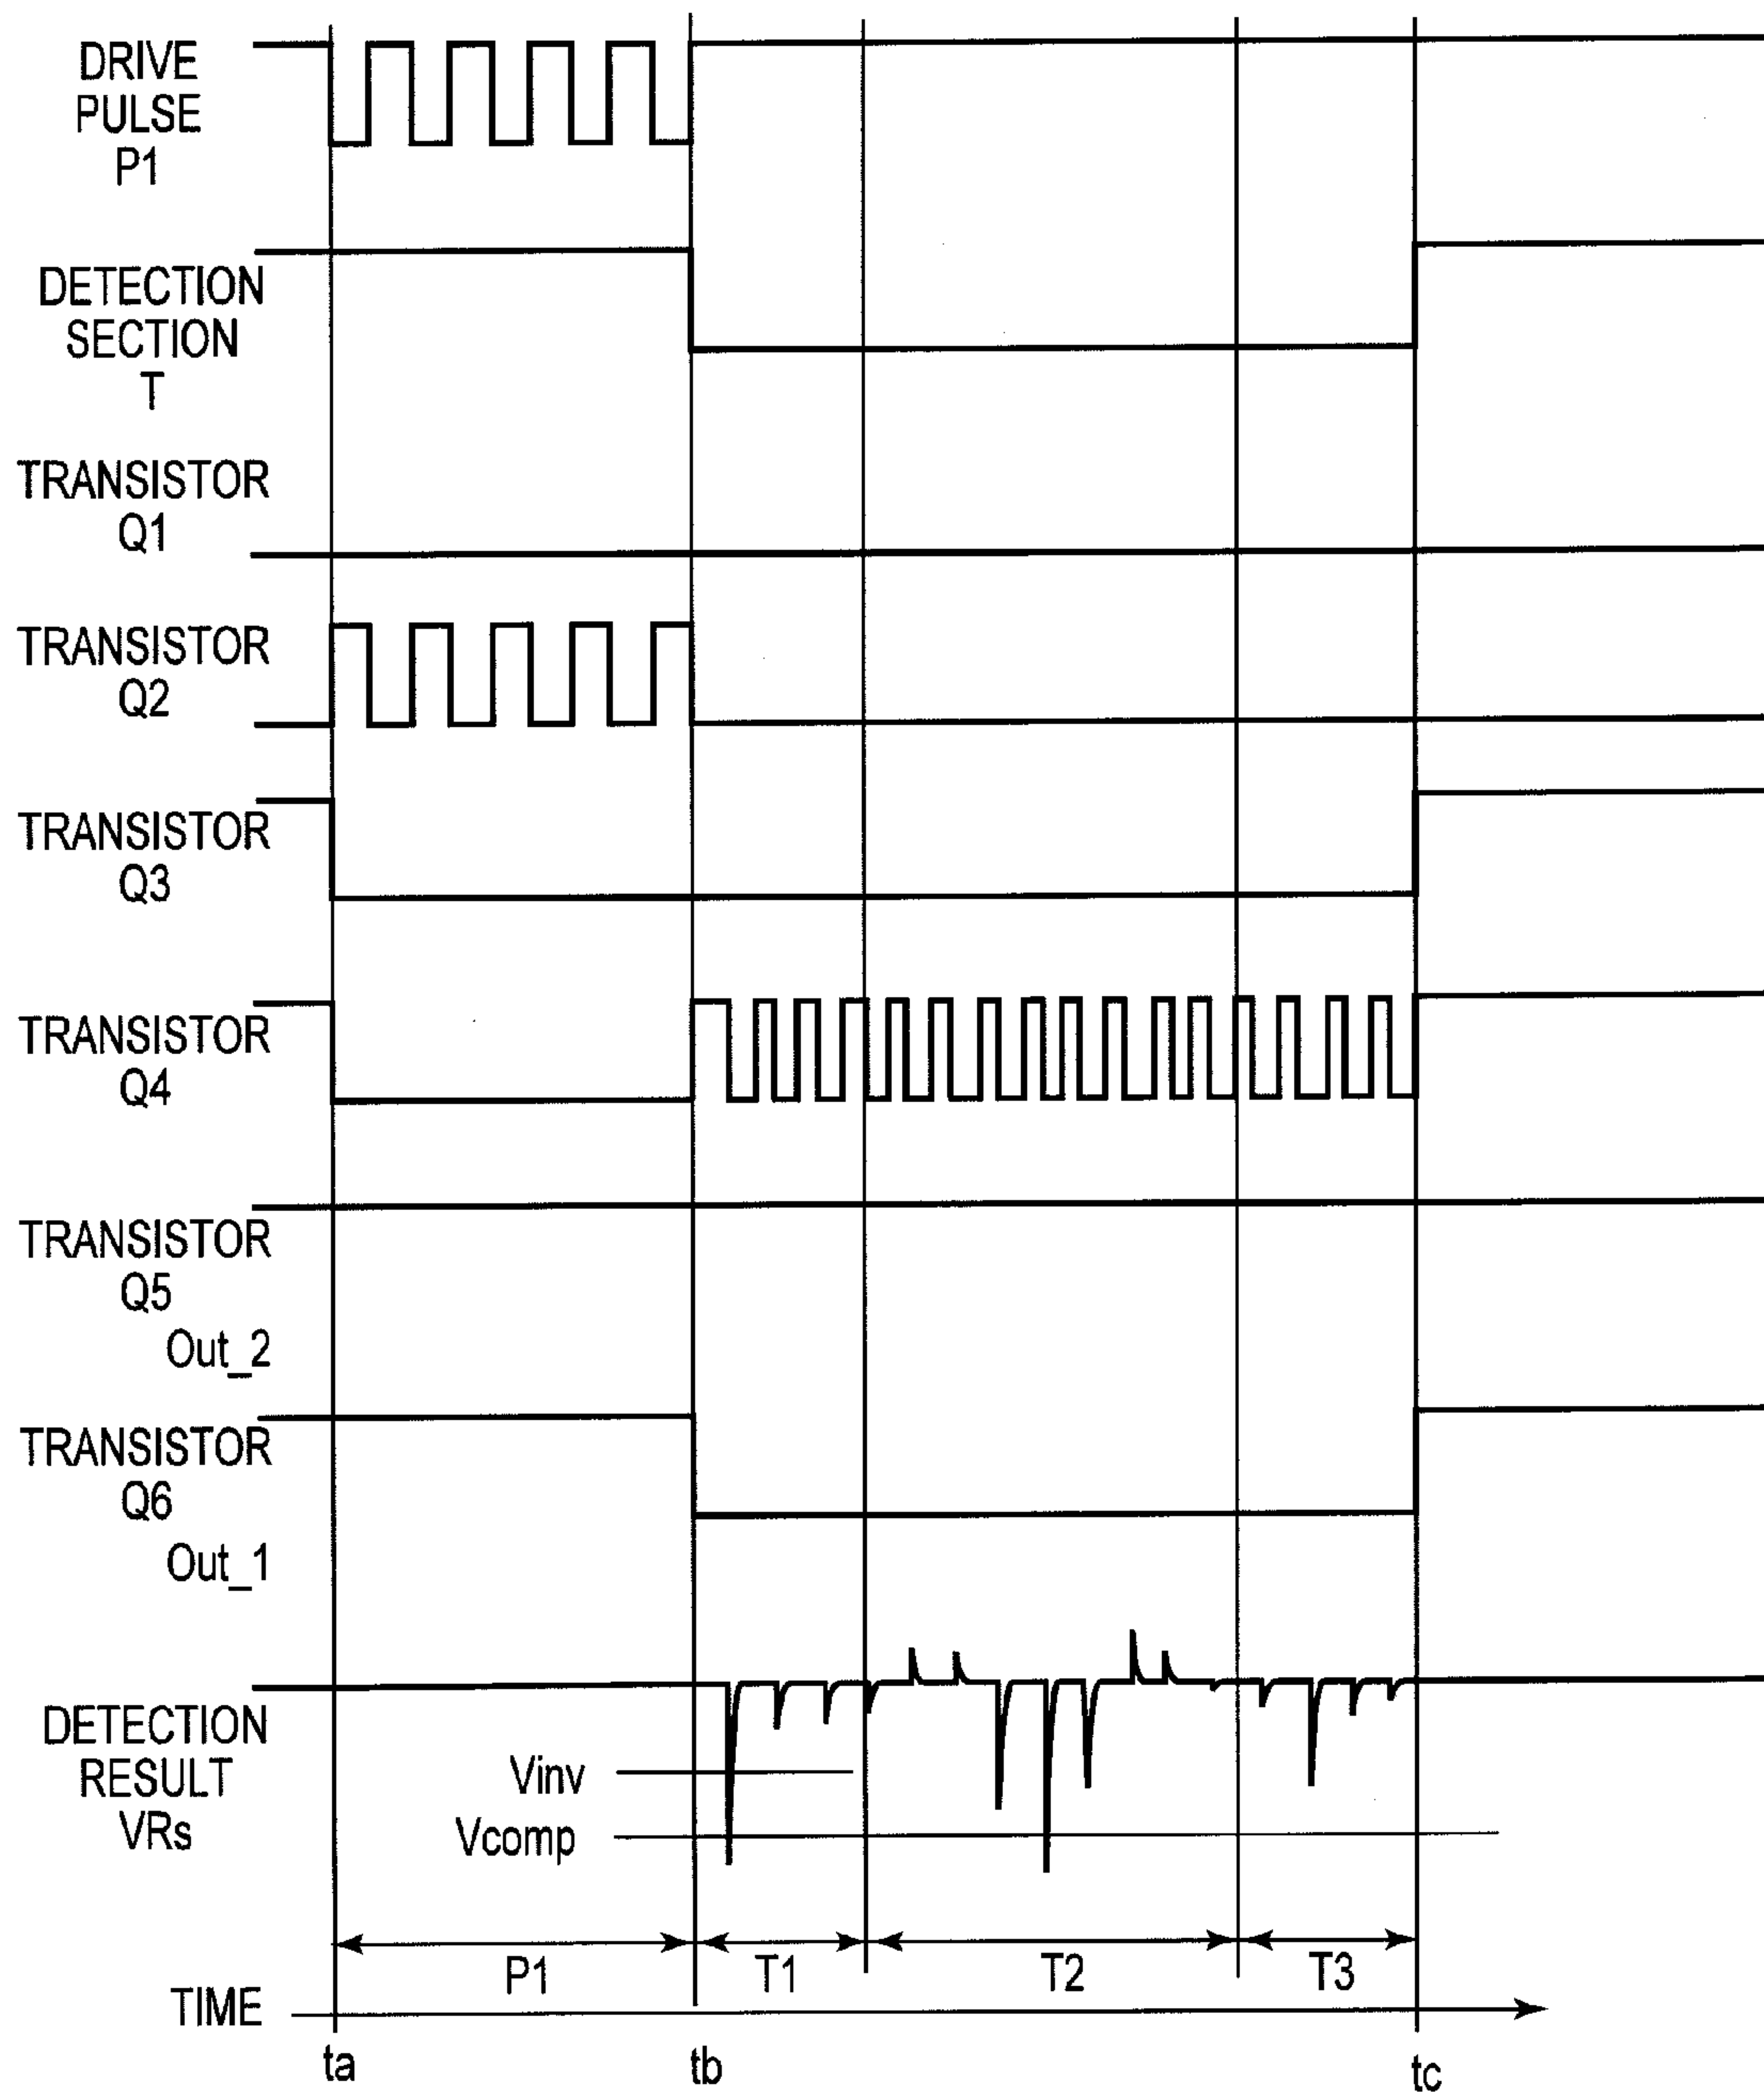 DRIVE
PULSE
P1
DETECTION
SECTION
T
TRANSISTOR
Q1
TRANSISTOR
Q2
TRANSISTOR
Q3
TRANSISTOR
Q4
TRANSISTOR
Q5
Out_2
TRANSISTOR
Q6
Out_1
DETECTION
RESULT
VRs
Vinv
Vcomp
P1
T1
T2
T3
TIME
ta
tb
tc